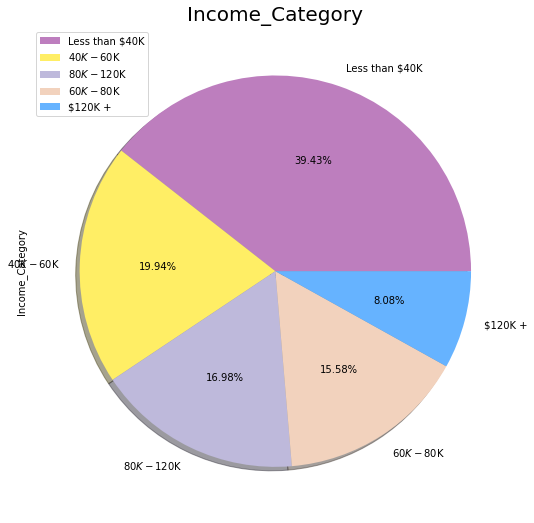 Income_Category
Less than $40K
40K − 60K
80K − 120K
60K − 80K
$120K +
Less than $40K
39.43%
Income_Category
40K − 60K
19.94%
8.08%
$120K +
16.98%
15.58%
60K − 80K
80K − 120K